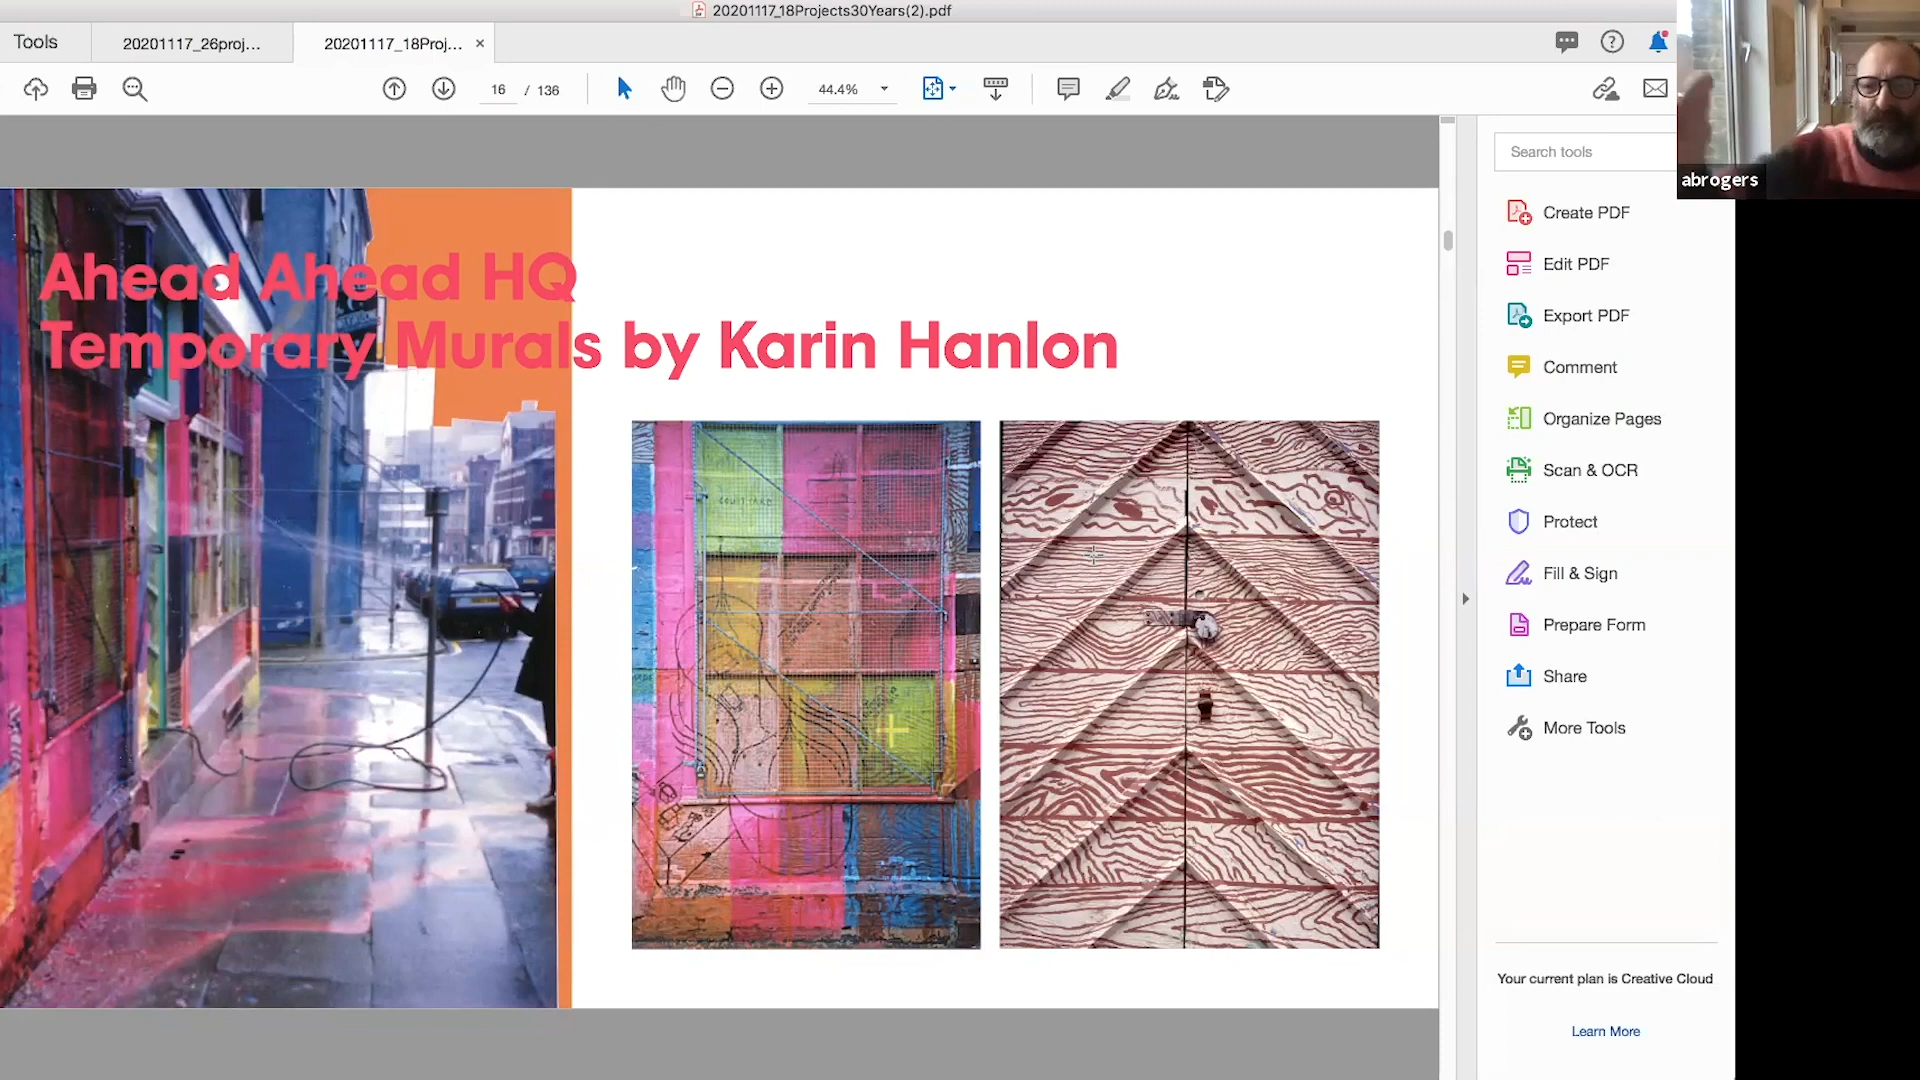 20201117_18Projects30Years(2).pdf
Tools
20201117_26proj...
20201117_18Proj...
16 / 136
44.4%
Search tools
abrogers
Create PDF
Edit PDF
Export PDF
Comment
Organize Pages
Scan & OCR
Protect
Fill & Sign
Prepare Form
Share
More Tools
Your current plan is Creative Cloud
Learn More
Ahead Ahead HQ
Temporary Murals by Karin Hanlon